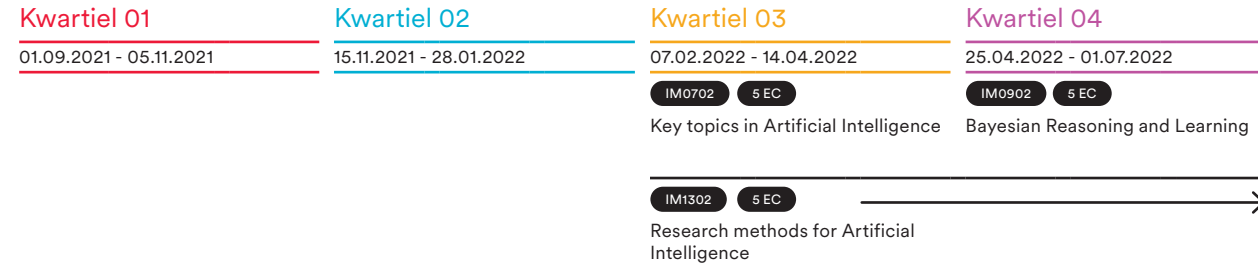 Kwartiel 01
Kwartiel 02
Kwartiel 03
Kwartiel 04
01.09.2021 - 05.11.2021
15.11.2021 - 28.01.2022
07.02.2022 - 14.04.2022
25.04.2022 - 01.07.2022
IM0702 5 EC
Key topics in Artificial Intelligence
IM0902 5 EC
Bayesian Reasoning and Learning
IM1302 5 EC
Research methods for Artificial
Intelligence